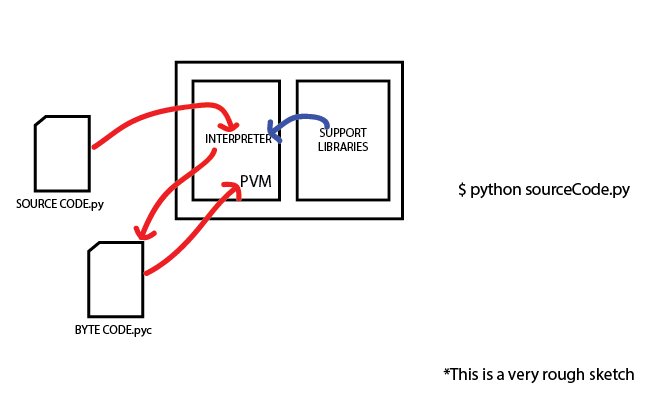 INTERPRETER
SUPPORT
LIBRARIES
PVM
SOURCE CODE.py
BYTE CODE.pyc
$ python sourceCode.py
*This is a very rough sketch